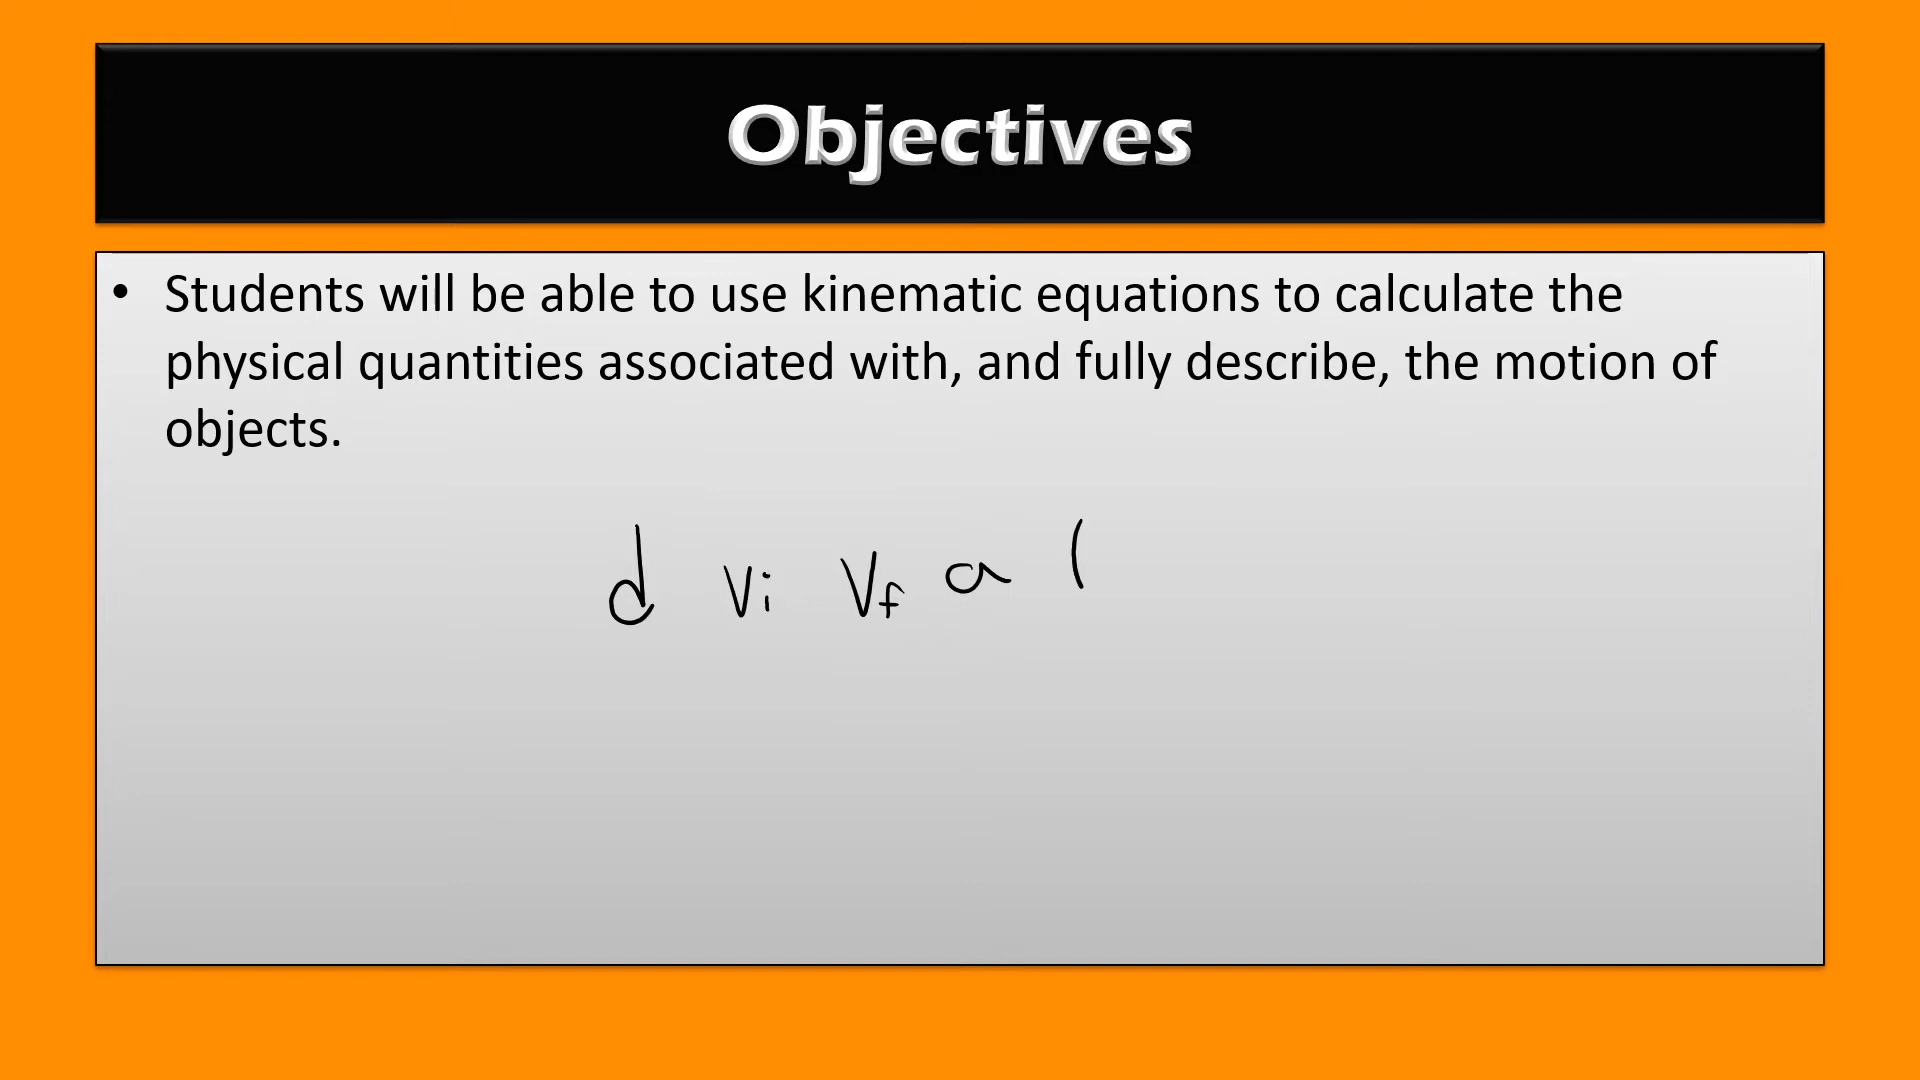 Objectives
• Students will be able to use kinematic equations to calculate the
physical quantities associated with, and fully describe, the motion of
objects.
d vi vf a